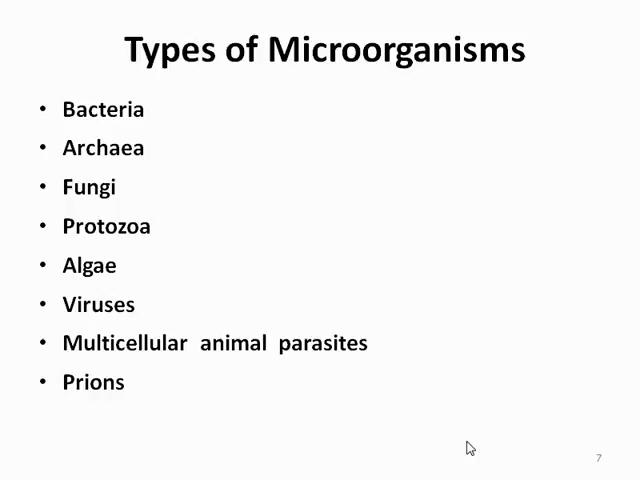 Types of Microorganisms
• Bacteria
• Archaea
• Fungi
• Protozoa
• Algae
• Viruses
• Multicellular animal parasites
• Prions
7